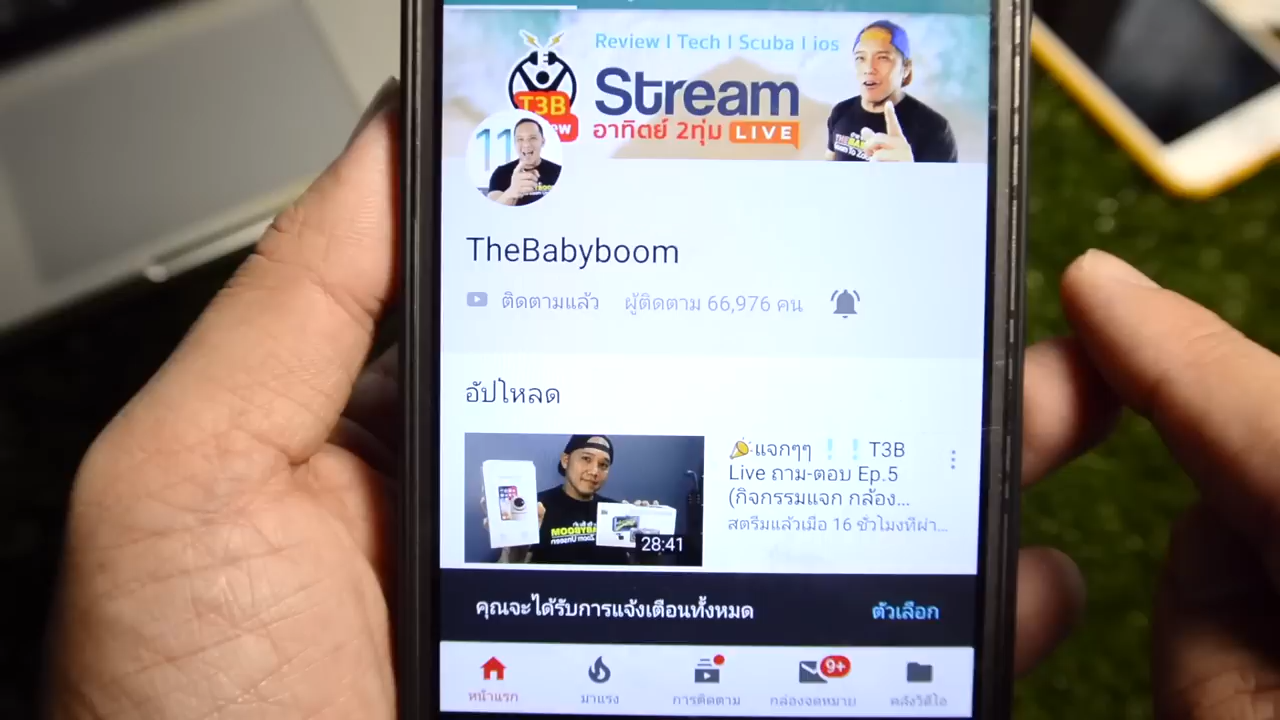 Review | Tech | Scuba | ios
Stream
อาทิตย์ 2ทุ่ม LIVE
T3B
11
TheBabyboom
ติดตามแล้ว ผู้ติดตาม 66,976 คน
อัปโหลด
แจกๆๆ ❕❕ T3B
Live ถาม-ตอบ Ep.5
(กิจกรรมแจก กล้อง...
สตรีมแล้วเมื่อ 16 ชั่วโมงที่ผ่า...
28:41
คุณจะได้รับการแจ้งเตือนทั้งหมด ตัวเลือก
9+
หน้าแรก มาแรง การติดตาม กล่องจดหมาย คลังวิดีโอ